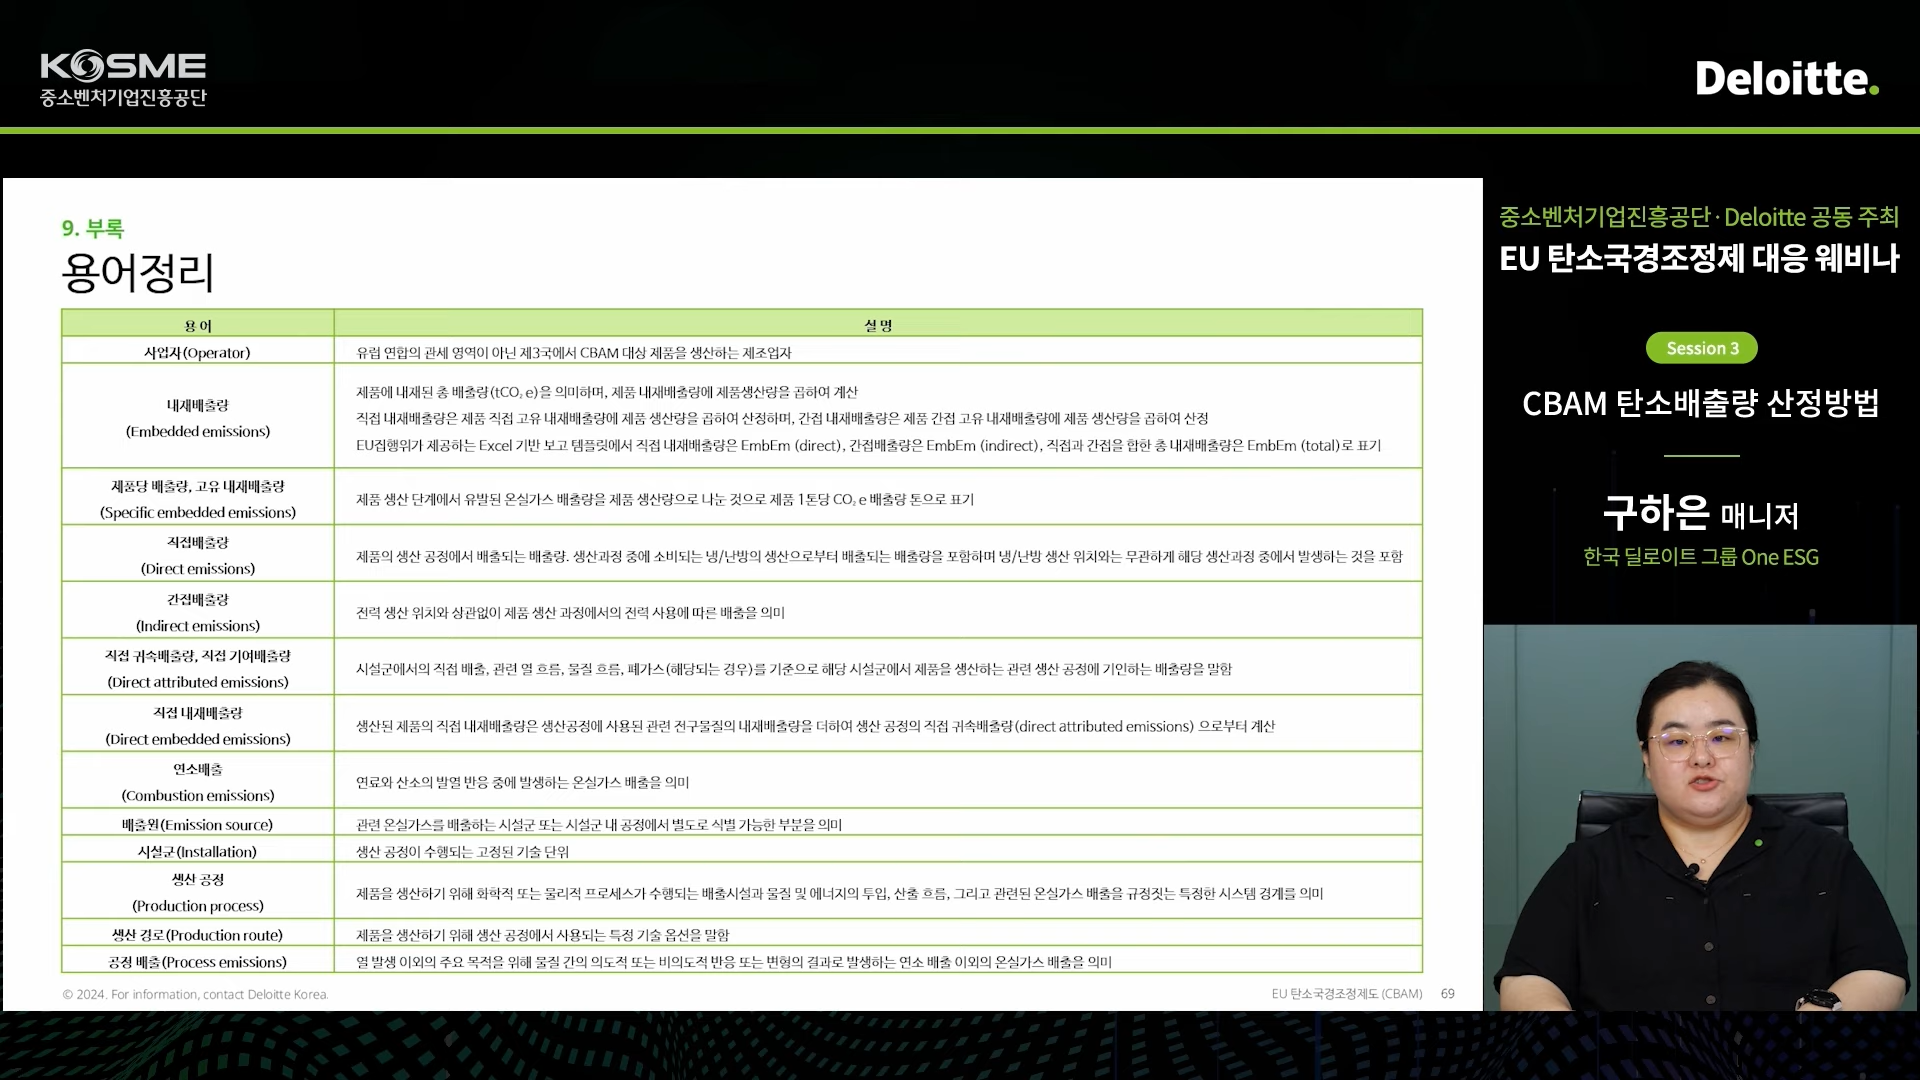 KOSME
중소벤처기업진흥공단
Deloitte.
9. 부록
용어정리
용 어
설 명
사업자(Operator)
유럽 연합의 관세 영역이 아닌 제3국에서 CBAM 대상 제품을 생산하는 제조업자
내재배출량
(Embedded emissions)
제품에 내재된 총 배출량(tCO₂ e)을 의미하며, 제품 내재배출량에 제품생산량을 곱하여 계산
직접 내재배출량은 제품 직접 고유 내재배출량에 제품 생산량을 곱하여 산정하며, 간접 내재배출량은 제품 간접 고유 내재배출량에 제품 생산량을 곱하여 산정
EU집행위가 제공하는 Excel 기반 보고 템플릿에서 직접 내재배출량은 EmbEm (direct), 간접배출량은 EmbEm (indirect), 직접과 간접을 합한 총 내재배출량은 EmbEm (total)로 표기
제품당 배출량, 고유 내재배출량
(Specific embedded emissions)
제품 생산 단계에서 유발된 온실가스 배출량을 제품 생산량으로 나눈 것으로 제품 1톤당 CO₂ e 배출량 톤으로 표기
직접배출량
(Direct emissions)
제품의 생산 공정에서 배출되는 배출량. 생산과정 중에 소비되는 냉/난방의 생산으로부터 배출되는 배출량을 포함하며 냉/난방 생산 위치와는 무관하게 해당 생산과정 중에서 발생하는 것을 포함
간접배출량
(Indirect emissions)
전력 생산 위치와 상관없이 제품 생산 과정에서의 전력 사용에 따른 배출을 의미
직접 귀속배출량, 직접 기여배출량
(Direct attributed emissions)
시설군에서의 직접 배출, 관련 열 흐름, 물질 흐름, 폐가스(해당되는 경우)를 기준으로 해당 시설군에서 제품을 생산하는 관련 생산 공정에 기인하는 배출량을 말함
직접 내재배출량
(Direct embedded emissions)
생산된 제품의 직접 내재배출량은 생산공정에 사용된 관련 전구물질의 내재배출량을 더하여 생산 공정의 직접 귀속배출량(direct attributed emissions) 으로부터 계산
연소배출
(Combustion emissions)
연료와 산소의 발열 반응 중에 발생하는 온실가스 배출을 의미
배출원(Emission source)
관련 온실가스를 배출하는 시설군 또는 시설군 내 공정에서 별도로 식별 가능한 부분을 의미
시설군(Installation)
생산 공정이 수행되는 고정된 기술 단위
생산 공정
(Production process)
제품을 생산하기 위해 화학적 또는 물리적 프로세스가 수행되는 배출시설과 물질 및 에너지의 투입, 산출 흐름, 그리고 관련된 온실가스 배출을 규정짓는 특정한 시스템 경계를 의미
생산 경로(Production route)
제품을 생산하기 위해 생산 공정에서 사용되는 특정 기술 옵션을 말함
공정 배출(Process emissions)
열 발생 이외의 주요 목적을 위해 물질 간의 의도적 또는 비의도적 반응 또는 변형의 결과로 발생하는 연소 배출 이외의 온실가스 배출을 의미
© 2024. For information, contact Deloitte Korea.
EU 탄소국경조정제도 (CBAM) 69
중소벤처기업진흥공단 · Deloitte 공동 주최
EU 탄소국경조정제 대응 웨비나
Session 3
CBAM 탄소배출량 산정방법
구하은 매니저
한국 딜로이트 그룹 One ESG